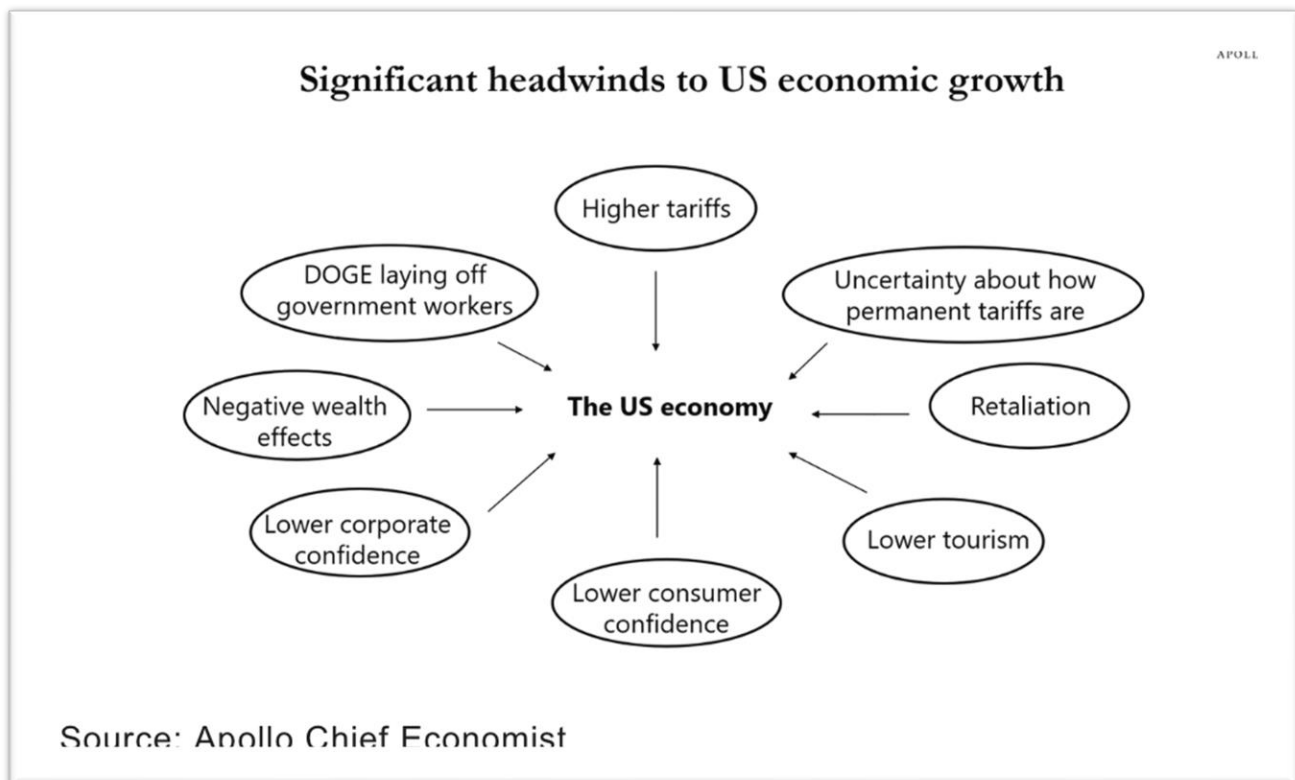 APOLL
Significant headwinds to US economic growth
Higher tariffs
DOGE laying off
government workers
Uncertainty about how
permanent tariffs are
Negative wealth
effects
The US economy
Retaliation
Lower corporate
confidence
Lower tourism
Lower consumer
confidence
Source: Apollo Chief Economist